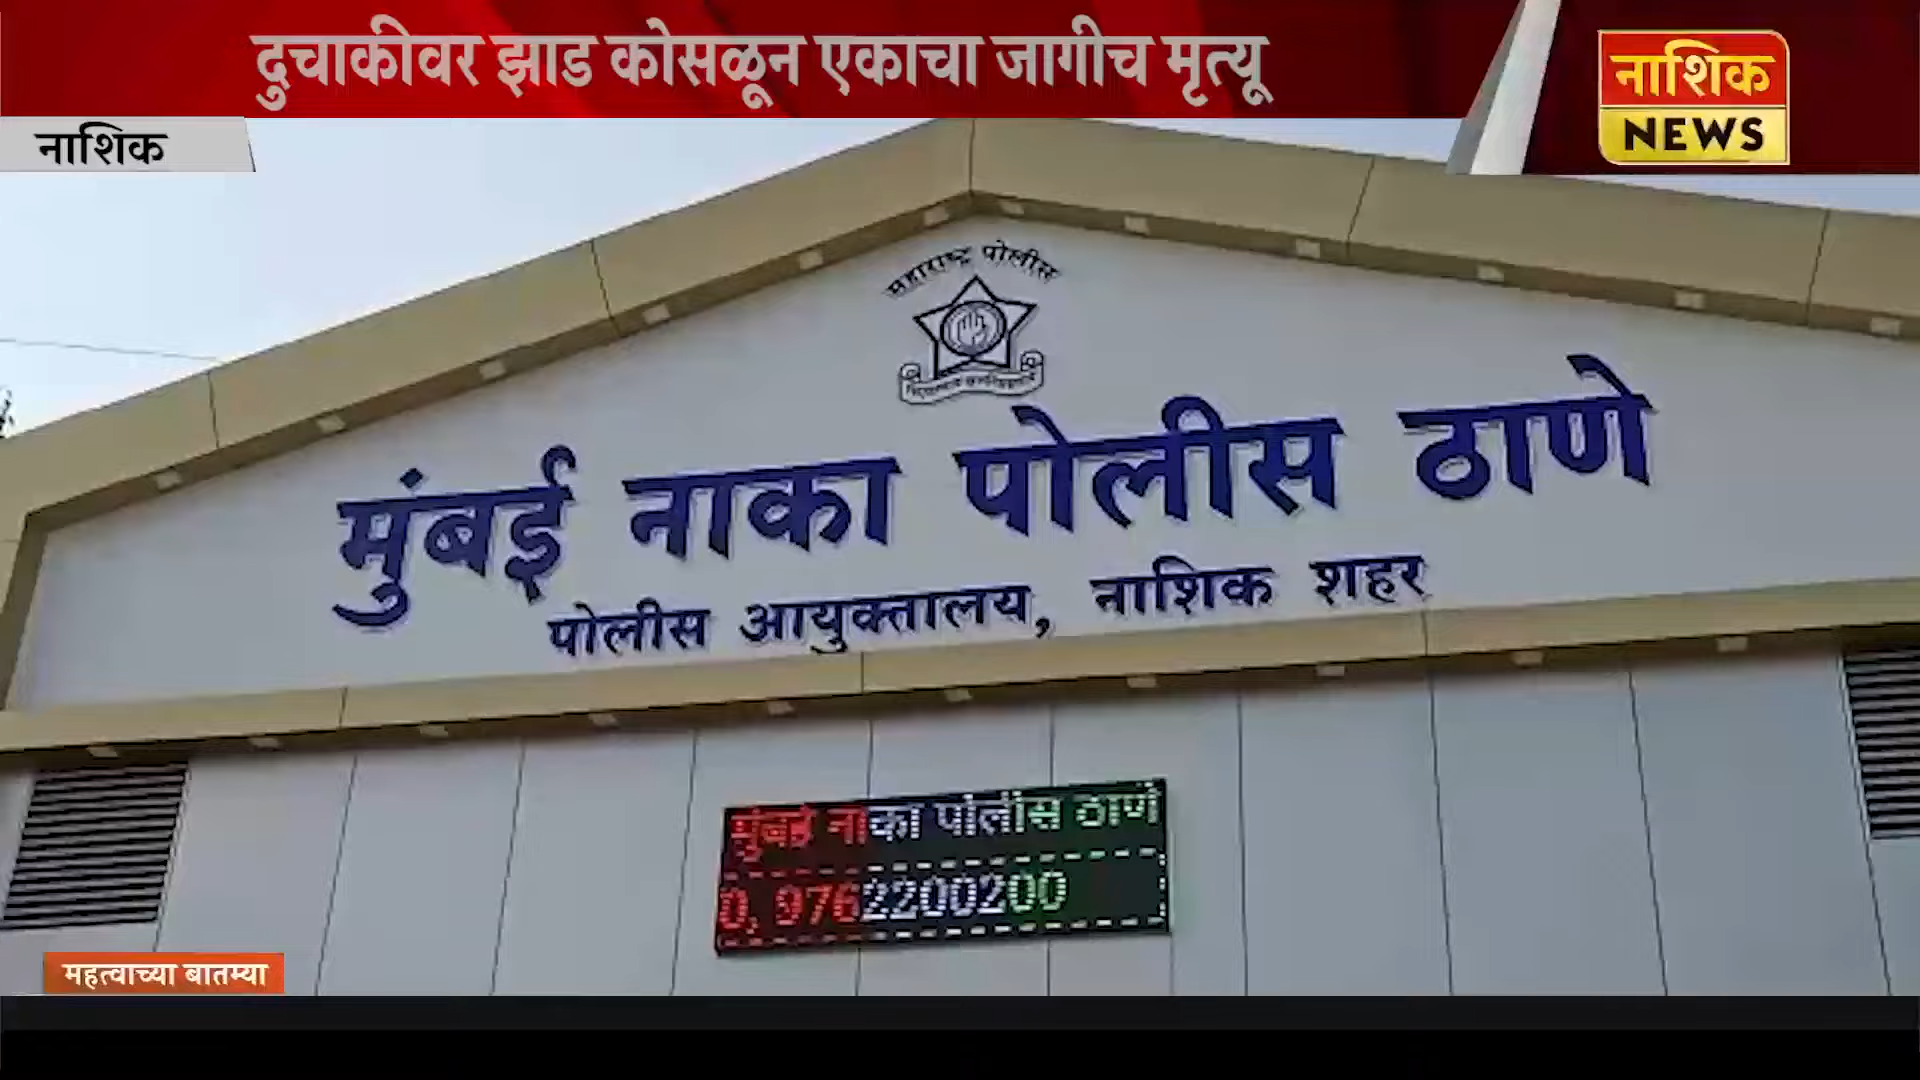 दुचाकीवर झाड कोसळून एकाचा जागीच मृत्यू
नाशिक
NEWS
नाशिक
महाराष्ट्र पोलीस
मुंबई नाका पोलीस ठाणे
पोलीस आयुक्तालय, नाशिक शहर
मुंबई नाका पोलीस ठाणे
0. 9762200200
महत्वाच्या बातम्या